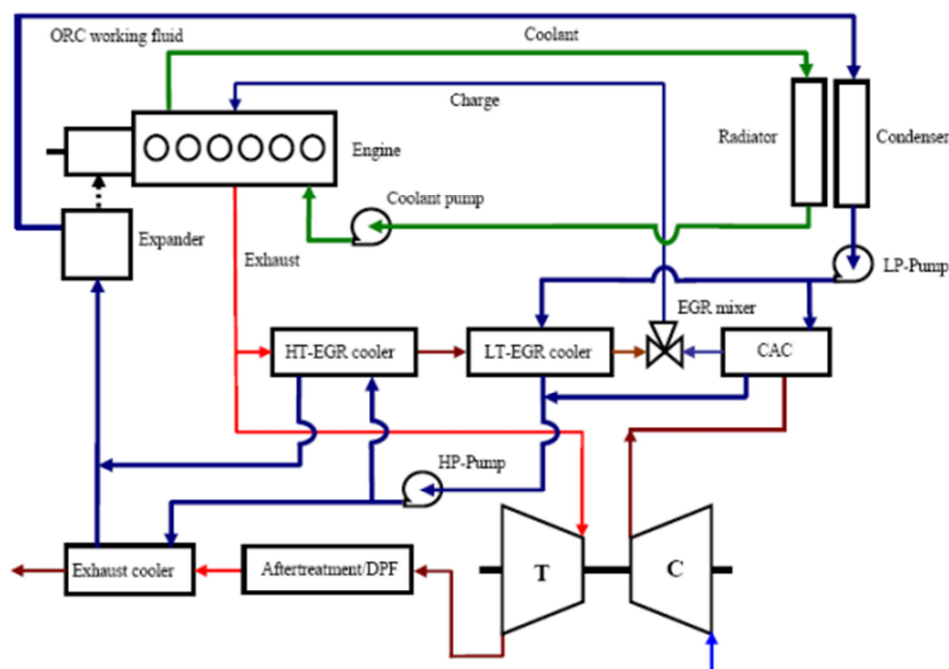 ORC working fluid
Coolant
Charge
Radiator
Condenser
Engine
Coolant pump
Expander
Exhaust
LP-Pump
EGR mixer
HT-EGR cooler
LT-EGR cooler
CAC
HP-Pump
Exhaust cooler
Aftertreatment/DPF
T
C